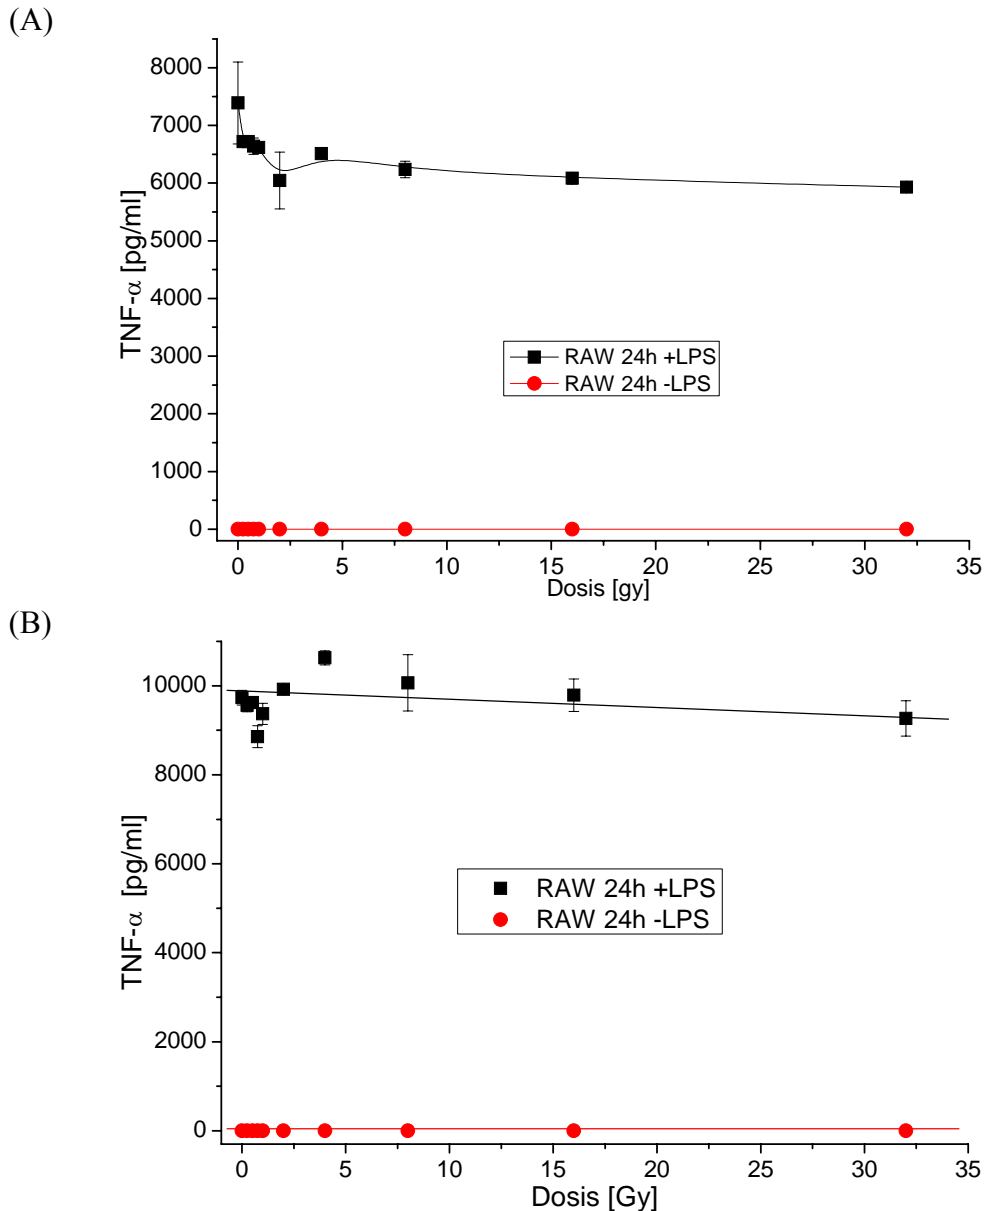 (A)
8000
7000
6000
5000
4000
3000
2000
1000
0
TNF-α [pg/ml]
RAW 24h +LPS
RAW 24h -LPS
0 5 10 15 20 25 30 35
Dosis [gy]
(B)
10000
8000
6000
4000
2000
0
TNF-α [pg/ml]
RAW 24h +LPS
RAW 24h -LPS
0 5 10 15 20 25 30 35
Dosis [Gy]